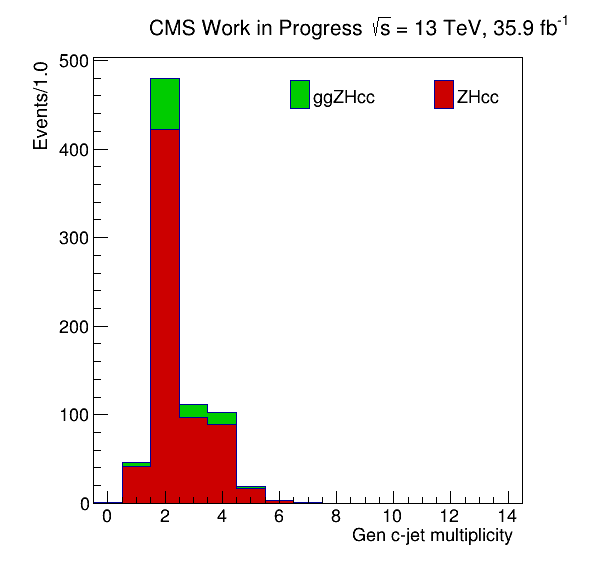 CMS Work in Progress √s = 13 TeV, 35.9 fb⁻¹
Events/1.0
500
400
300
200
100
0
ggZHcc
ZHcc
0 2 4 6 8 10 12 14
Gen c-jet multiplicity